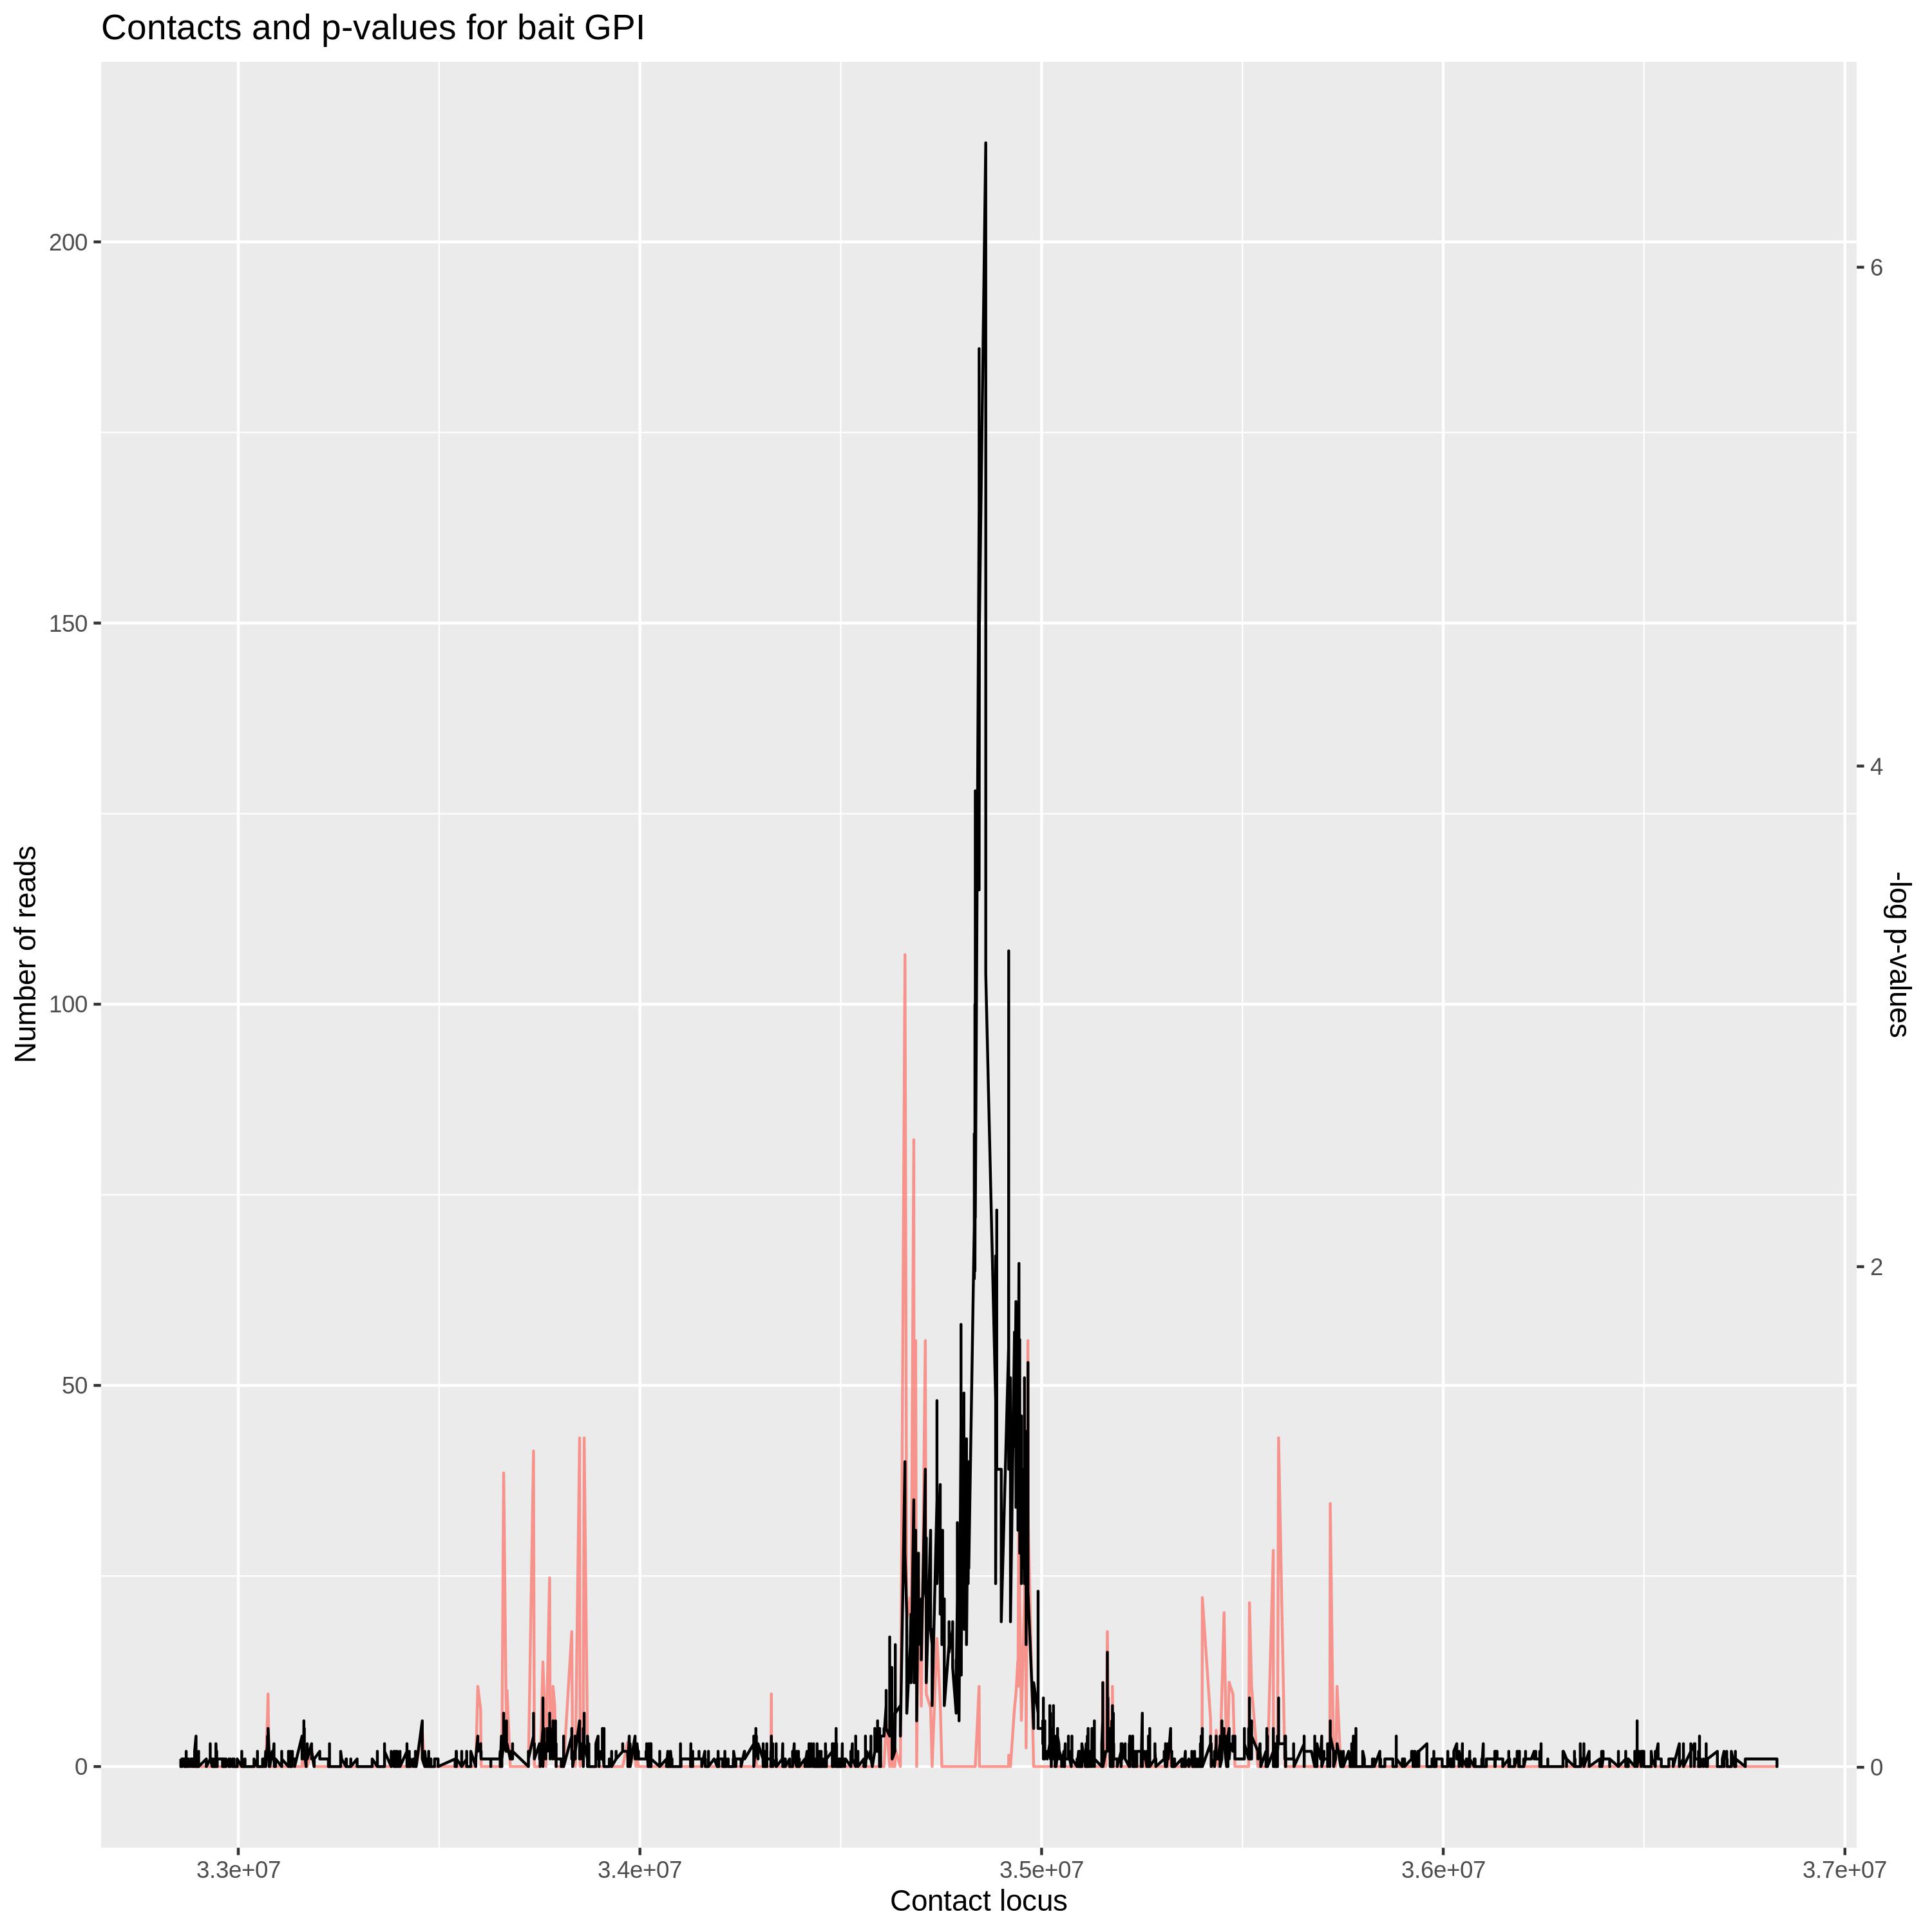 Contacts and p-values for bait GPI
Number of reads
200
150
100
50
0
6
4
2
0
-log p-values
3.3e+07
3.4e+07
3.5e+07
3.6e+07
3.7e+07
Contact locus